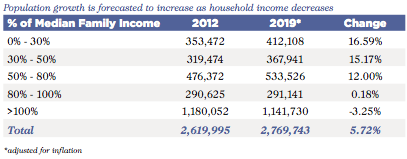 Population growth is forecasted to increase as household income decreases
% of Median Family Income 2012 2019* Change
0% - 30% 353,472 412,108 16.59%
30% - 50% 319,474 367,941 15.17%
50% - 80% 476,372 533,526 12.00%
80% - 100% 290,625 291,141 0.18%
>100% 1,180,052 1,141,730 -3.25%
Total 2,619,995 2,769,743 5.72%
*adjusted for inflation